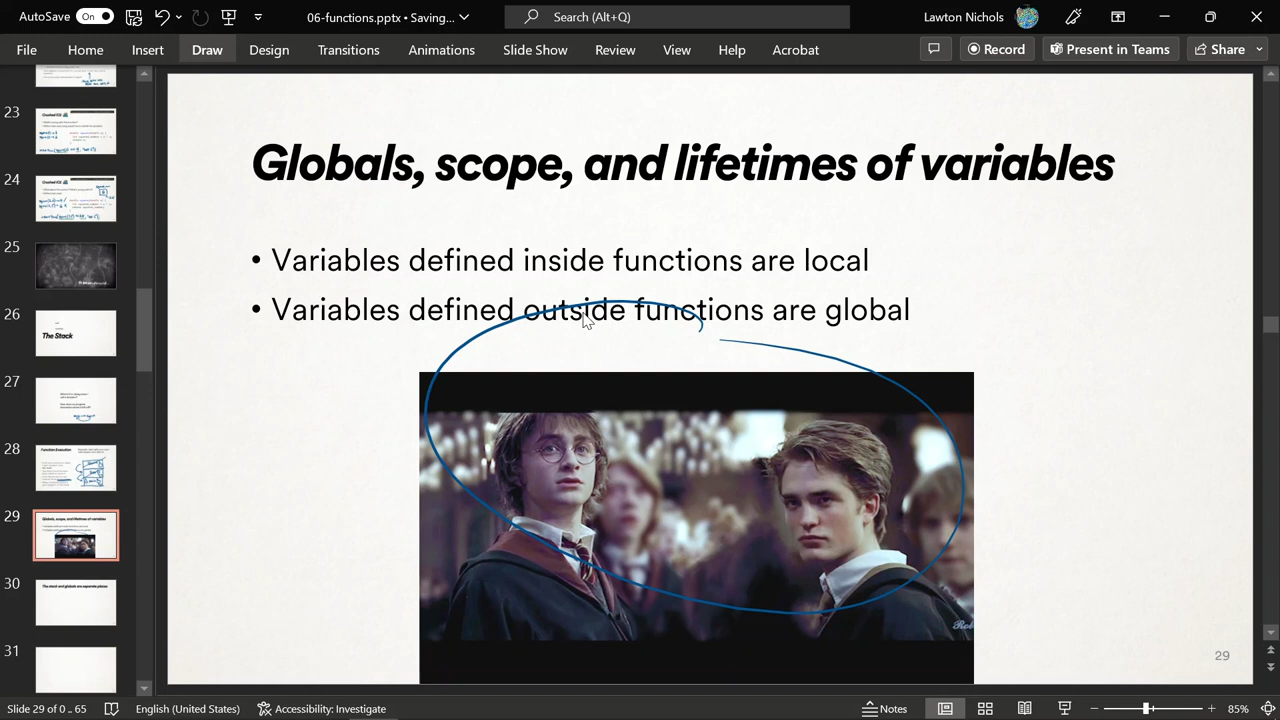 AutoSave On 06-functions.pptx • Saving... Search (Alt+Q) Lawton Nichols
File Home Insert Draw Design Transitions Animations Slide Show Review View Help Acrobat Record Present in Teams Share
23
24
25
26
The Stack
27
28
Function Execution
29
Globals, scope, and lifetimes of variables
30
The stack and globals are separate places
31
Globals, scope, and lifetimes of variables
• Variables defined inside functions are local
• Variables defined outside functions are global
29
Slide 29 of 0 .. 65 English (United States) Accessibility: Investigate Notes 85%